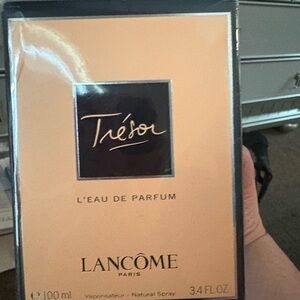 Trésor
L'EAU DE PARFUM
LANCÔME
PARIS
℮ 100 ml
Vaporisateur - Natural Spray
3.4 FL.OZ.